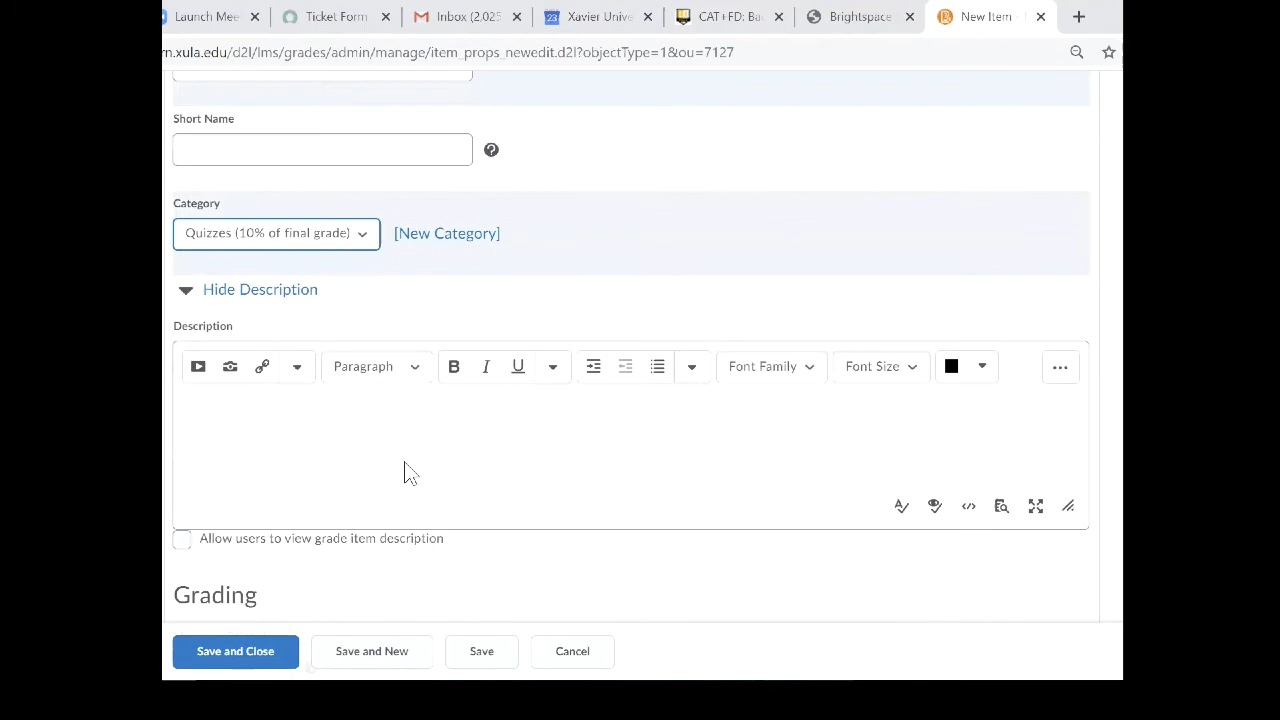 Launch Mee
Ticket Form
Inbox (2,025
Xavier Unive
CAT+FD: Ba
Brightspace
New Item -
rn.xula.edu/d2l/lms/grades/admin/manage/item_props_newedit.d2l?objectType=1&ou=7127
Short Name
Category
Quizzes (10% of final grade) [New Category]
Hide Description
Description
Paragraph B I U Font Family Font Size
Allow users to view grade item description
Grading
Save and Close Save and New Save Cancel